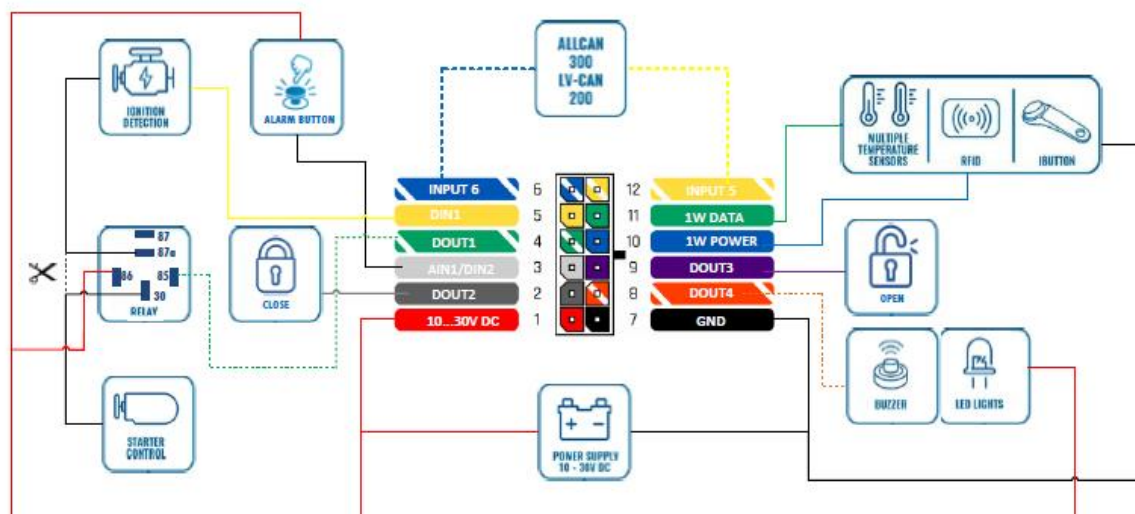 ALLCAN
300
LV-CAN
200
IGNITION
DETECTION
ALARM BUTTON
MULTIPLE
TEMPERATURE
SENSORS
RFID
IBUTTON
INPUT 6
6
12
INPUT 5
DIN1
5
11
1W DATA
DOUT1
4
10
1W POWER
AIN1/DIN2
3
9
DOUT3
DOUT2
2
8
DOUT4
10...30V DC
1
7
GND
87
87a
86
85
30
RELAY
CLOSE
OPEN
BUZZER
LED LIGHTS
STARTER
CONTROL
+ -
POWER SUPPLY
10 - 30V DC